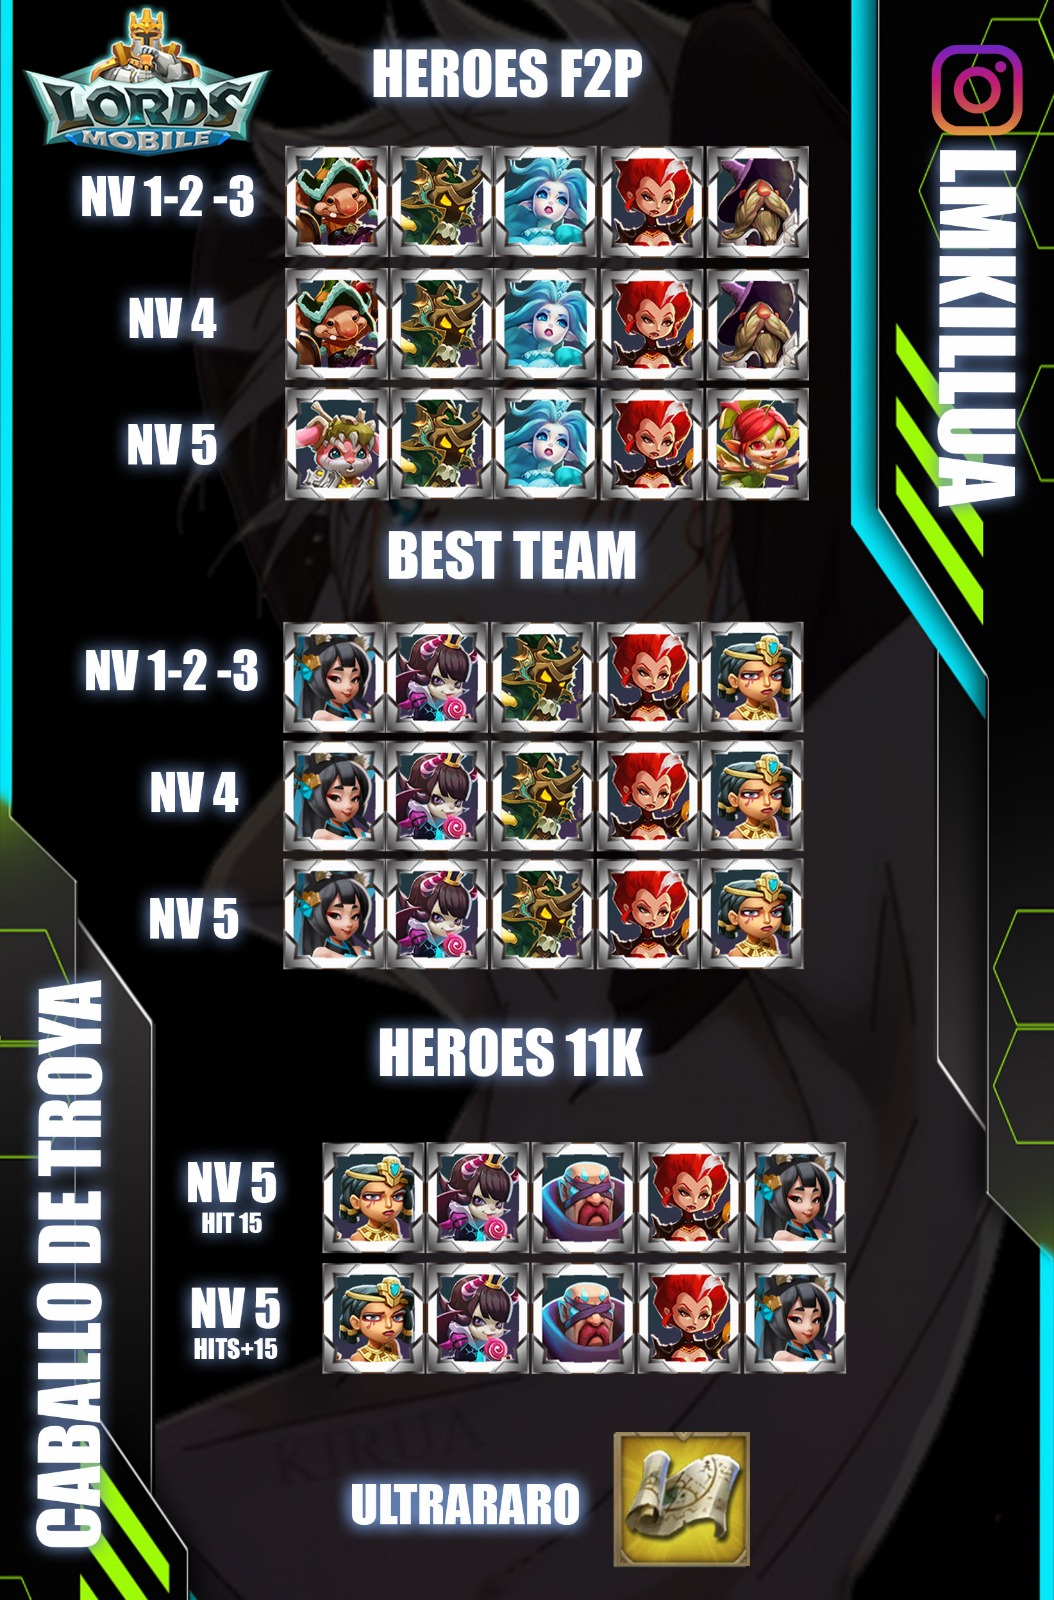 LORDS
MOBILE
HEROES F2P
NV 1-2 -3
NV 4
NV 5
BEST TEAM
NV 1-2 -3
NV 4
NV 5
HEROES 11K
NV 5
HIT 15
NV 5
HITS+15
ULTRARARO
LMKILLUA
CABALLO DE TROYA
KIRUA